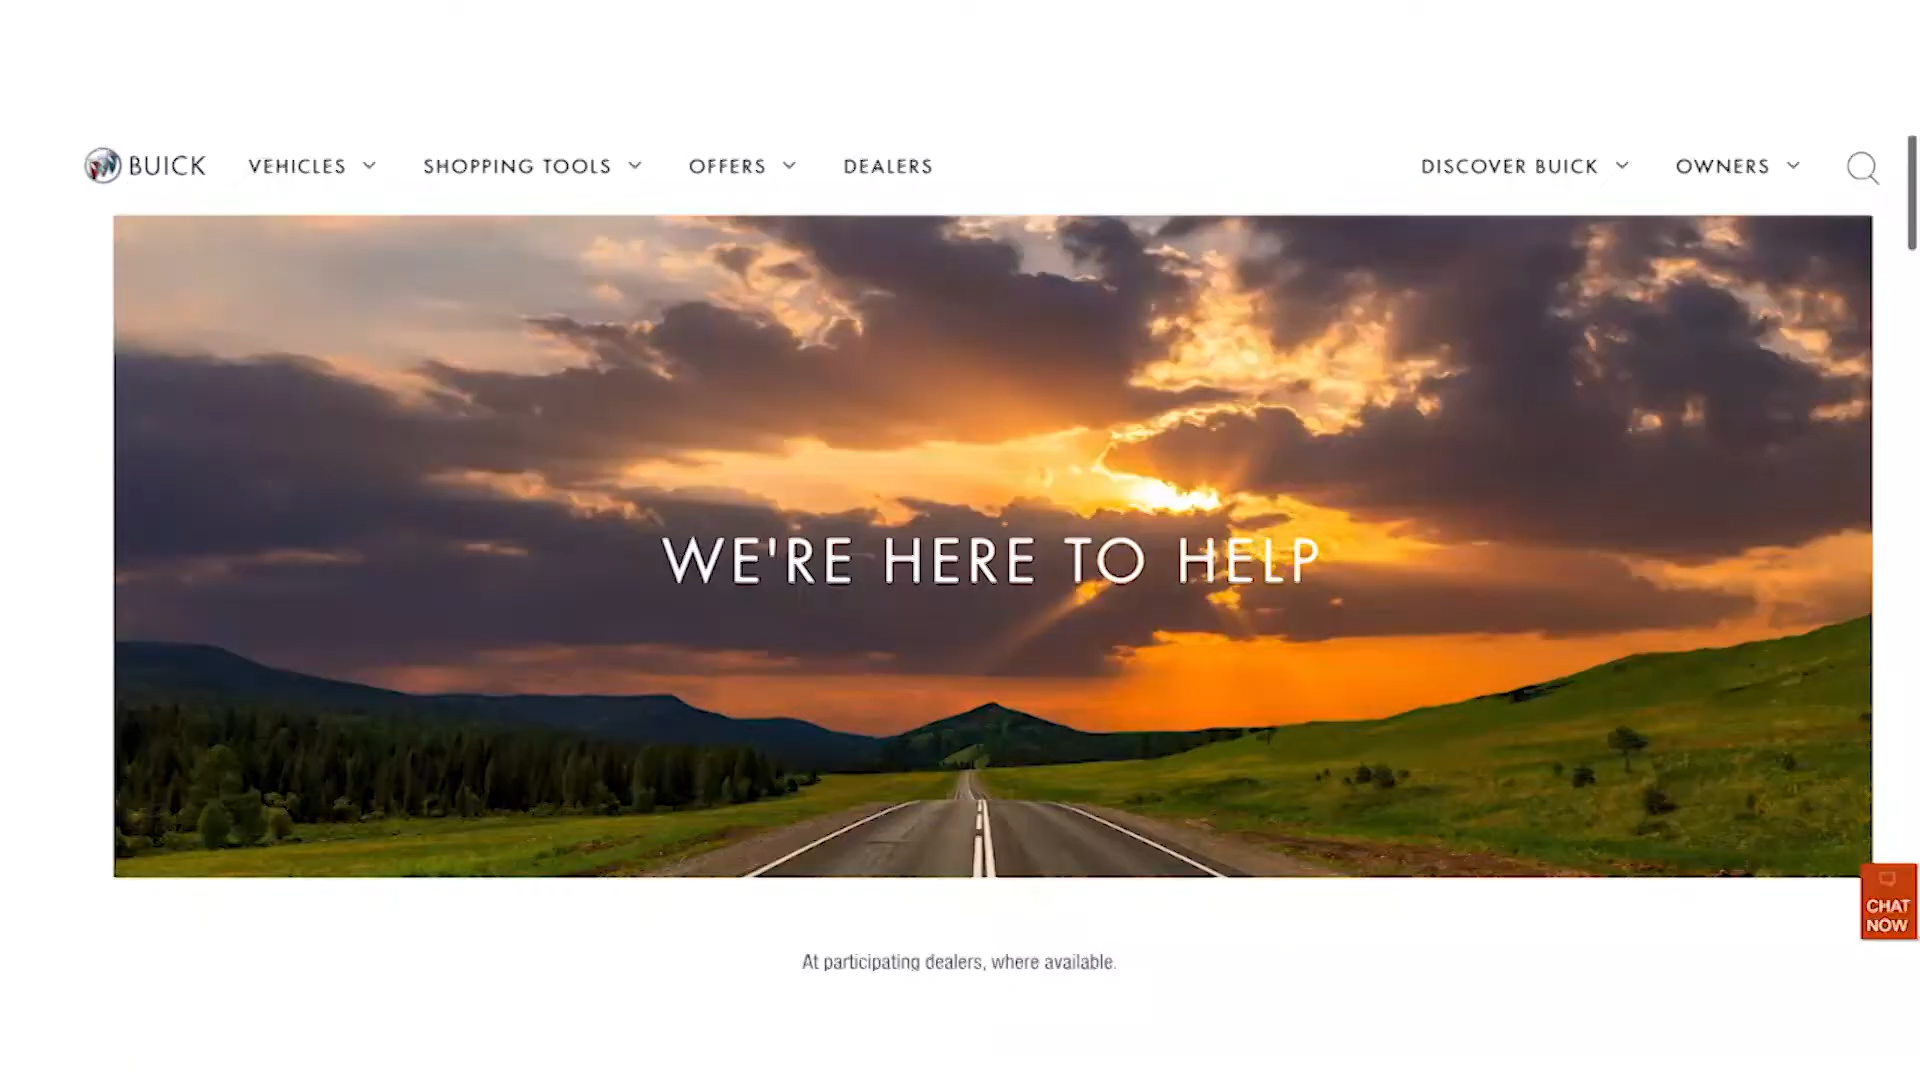 BUICK
VEHICLES
SHOPPING TOOLS
OFFERS
DEALERS
DISCOVER BUICK
OWNERS
WE'RE HERE TO HELP
CHAT
NOW
At participating dealers, where available.